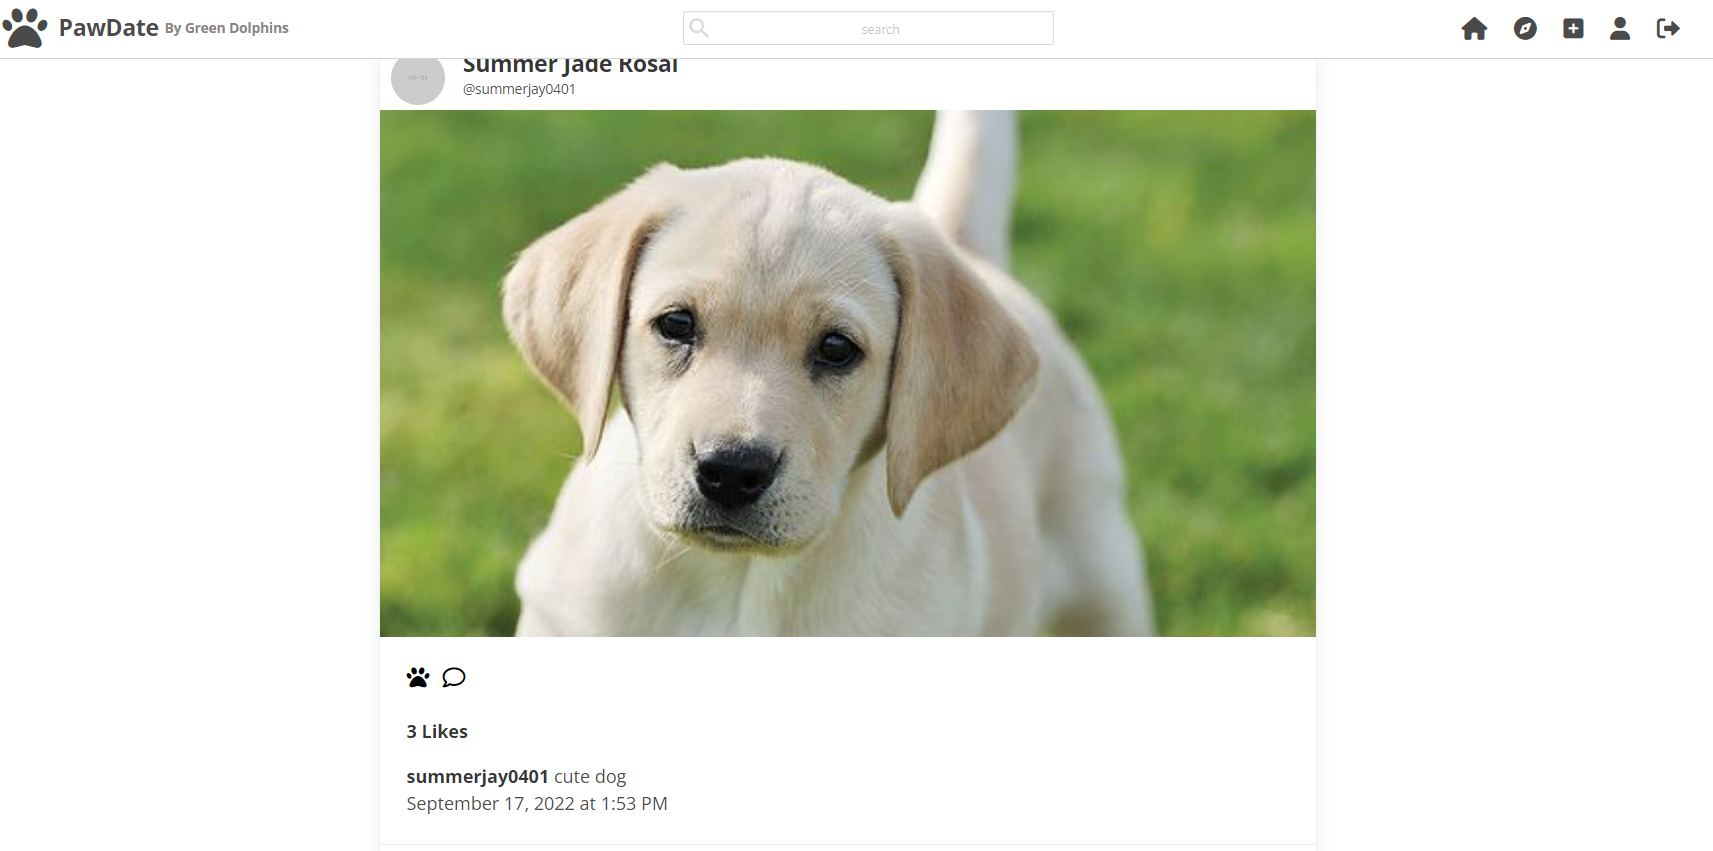 PawDate By Green Dolphins
search
Summer Jade Rosal
@summerjay0401
3 Likes
summerjay0401 cute dog
September 17, 2022 at 1:53 PM